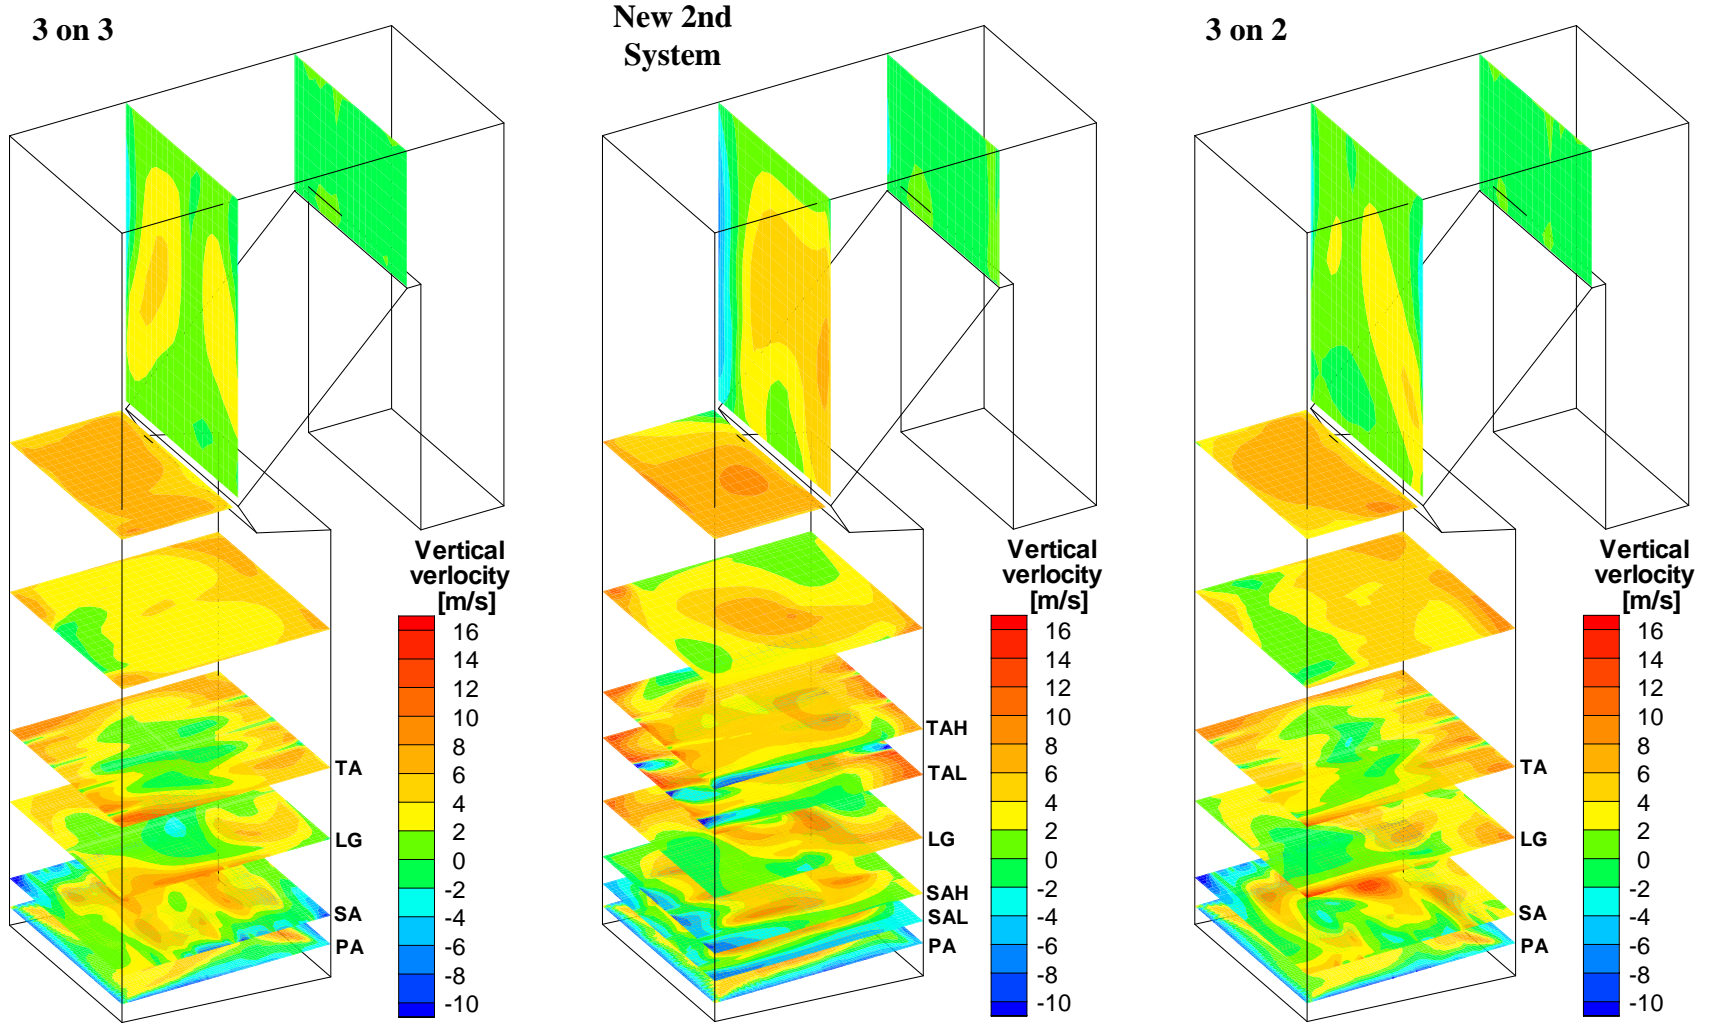 3 on 3
New 2nd
System
3 on 2
Vertical
verlocity
[m/s]
16
14
12
10
8
6
4
2
0
-2
-4
-6
-8
-10
TA
LG
SA
PA
Vertical
verlocity
[m/s]
16
14
12
10
8
6
4
2
0
-2
-4
-6
-8
-10
TAH
TAL
LG
SAH
SAL
PA
Vertical
verlocity
[m/s]
16
14
12
10
8
6
4
2
0
-2
-4
-6
-8
-10
TA
LG
SA
PA